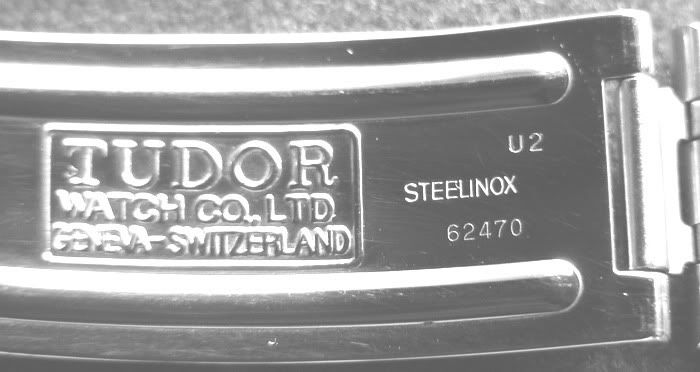 TUDOR
WATCH CO., LTD.
GENEVA-SWITZERLAND
U2
STEELINOX
62470